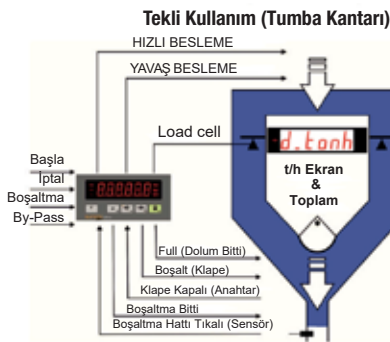 Tekli Kullanım (Tumba Kantarı)
HIZLI BESLEME
YAVAŞ BESLEME
Load cell
d.tonh
t/h Ekran
&
Toplam
Başla
İptal
Boşaltma
By-Pass
Full (Dolum Bitti)
Boşalt (Klape)
Klape Kapalı (Anahtar)
Boşaltma Bitti
Boşaltma Hattı Tıkalı (Sensör)